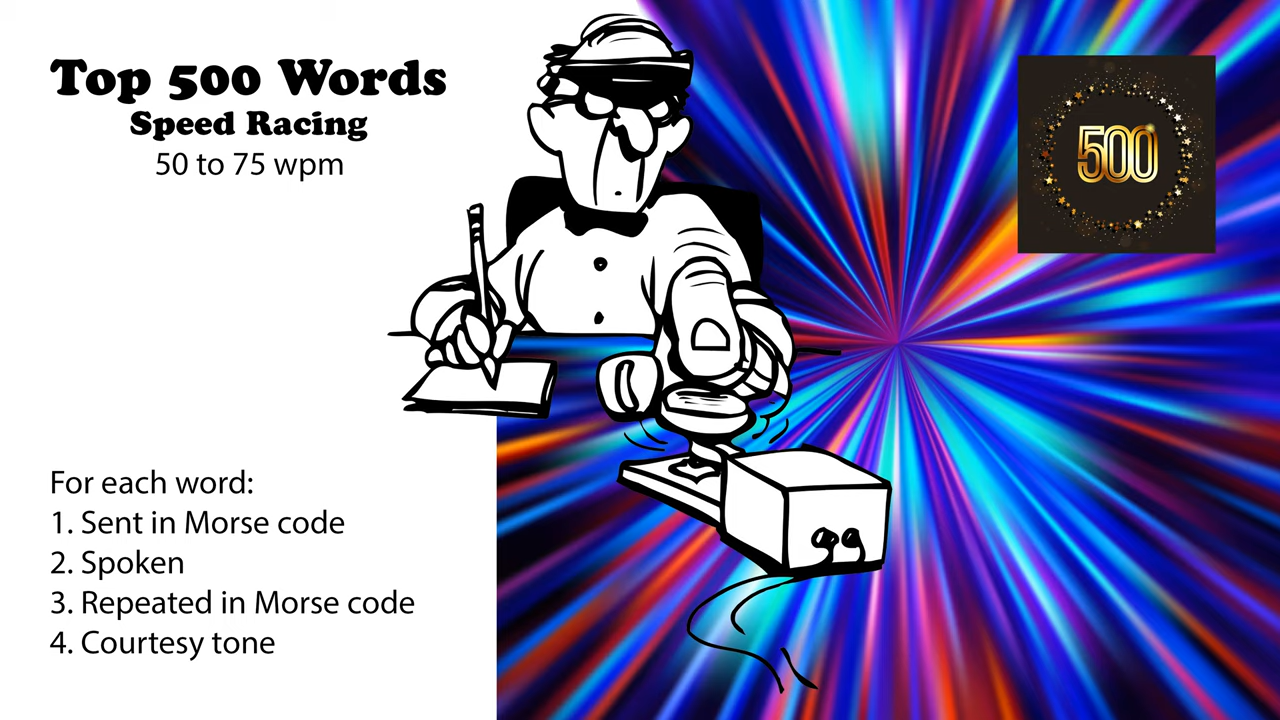 Top 500 Words
Speed Racing
50 to 75 wpm
500
For each word:
1. Sent in Morse code
2. Spoken
3. Repeated in Morse code
4. Courtesy tone